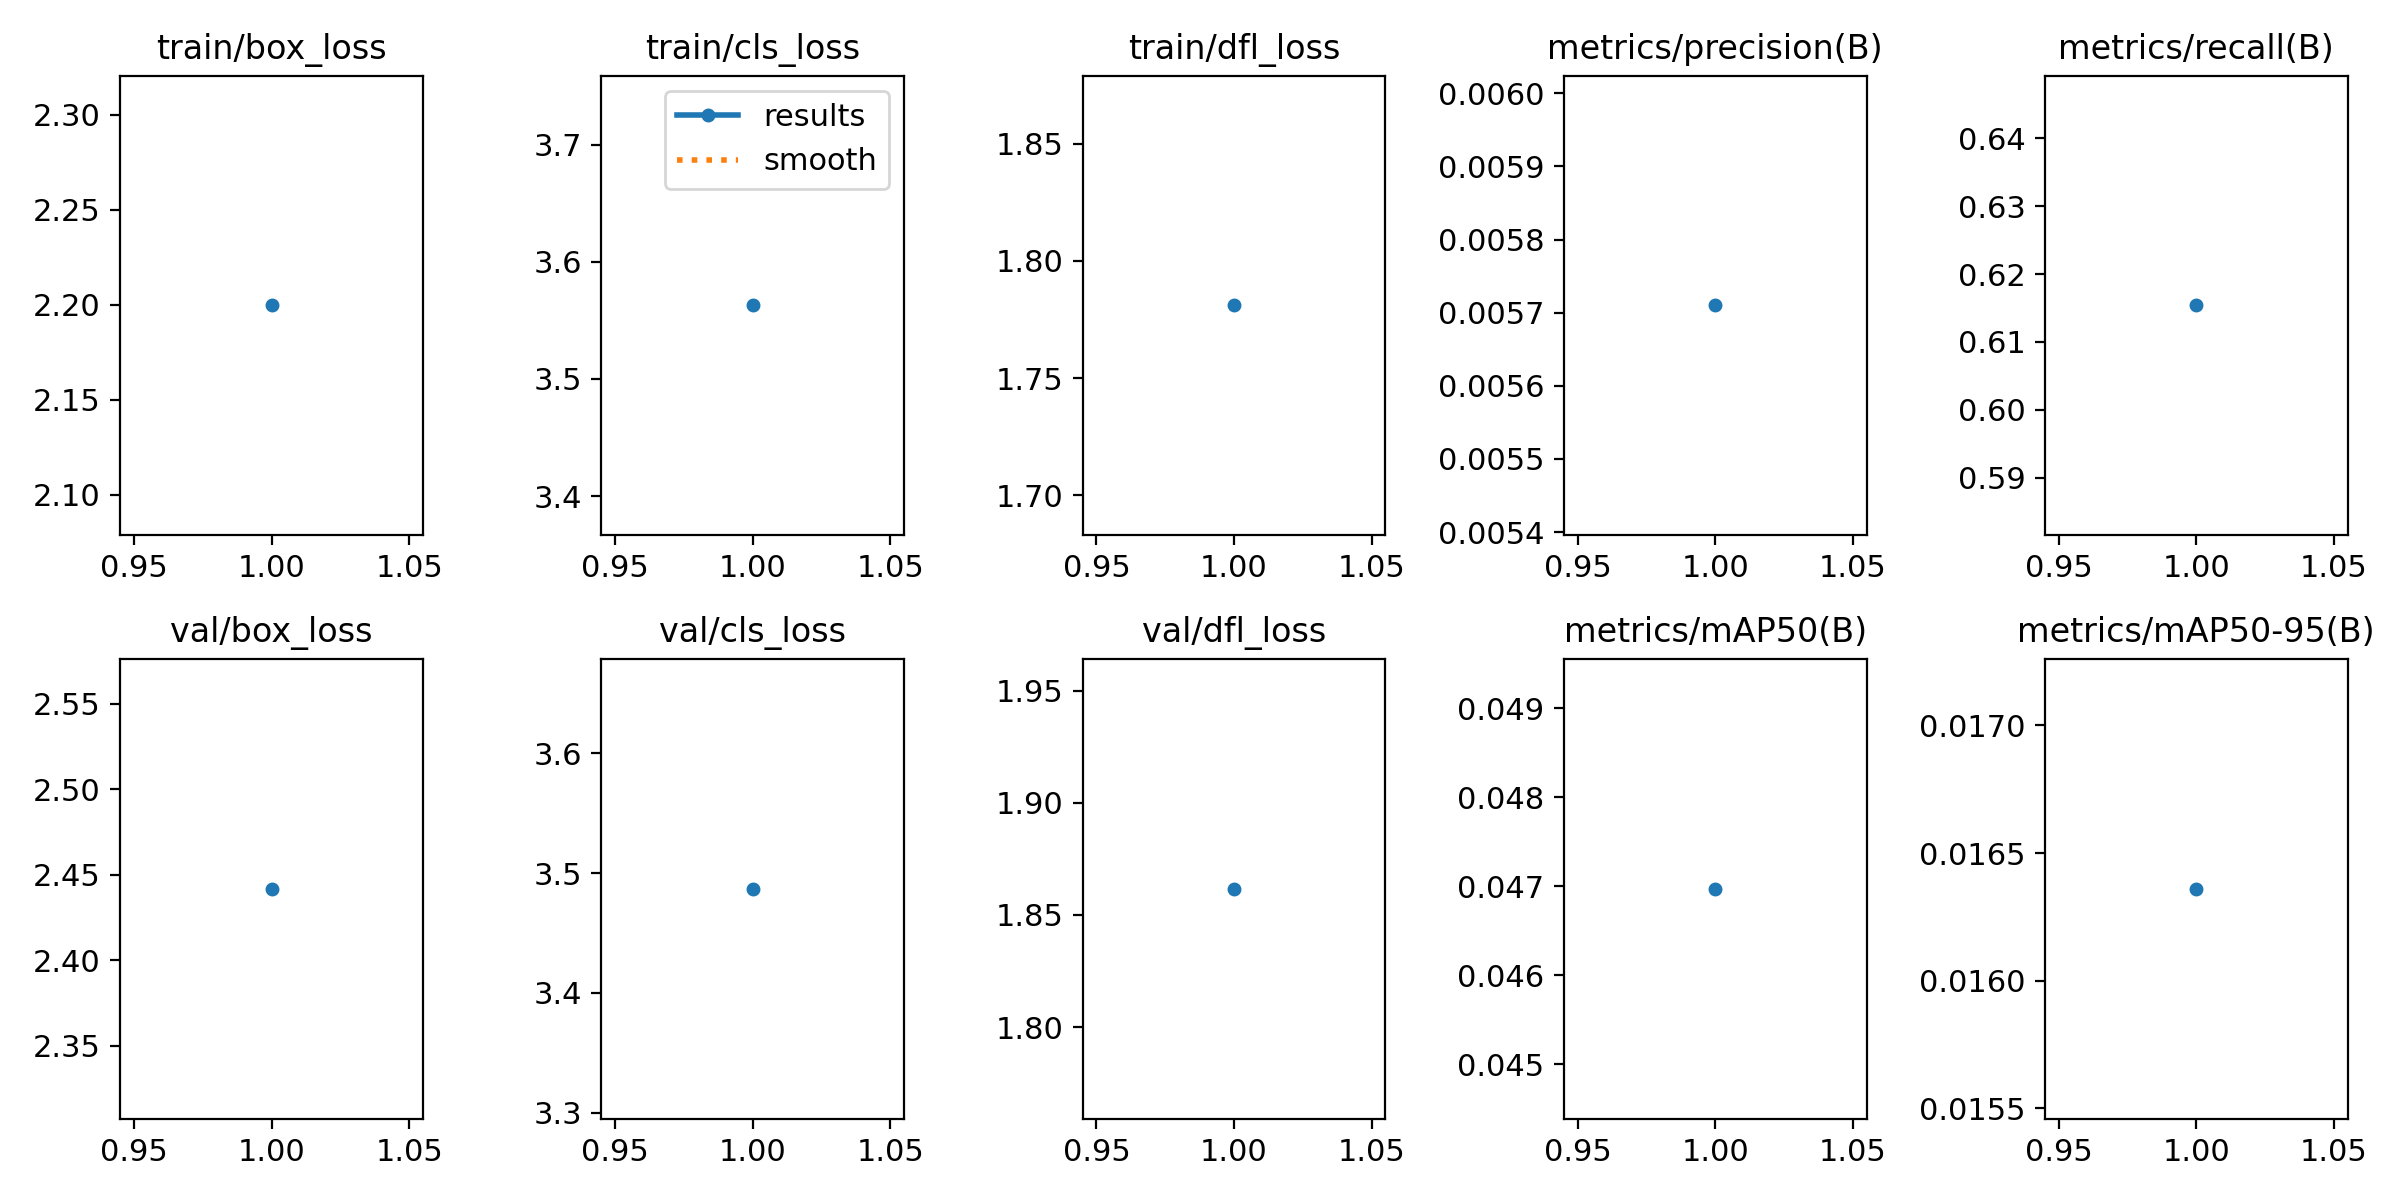 train/box_loss
2.30
2.25
2.20
2.15
2.10
0.95 1.00 1.05
train/cls_loss
results
smooth
3.7
3.6
3.5
3.4
0.95 1.00 1.05
train/dfl_loss
1.85
1.80
1.75
1.70
0.95 1.00 1.05
metrics/precision(B)
0.0060
0.0059
0.0058
0.0057
0.0056
0.0055
0.0054
0.95 1.00 1.05
metrics/recall(B)
0.64
0.63
0.62
0.61
0.60
0.59
0.95 1.00 1.05
val/box_loss
2.55
2.50
2.45
2.40
2.35
0.95 1.00 1.05
val/cls_loss
3.6
3.5
3.4
3.3
0.95 1.00 1.05
val/dfl_loss
1.95
1.90
1.85
1.80
0.95 1.00 1.05
metrics/mAP50(B)
0.049
0.048
0.047
0.046
0.045
0.95 1.00 1.05
metrics/mAP50-95(B)
0.0170
0.0165
0.0160
0.0155
0.95 1.00 1.05